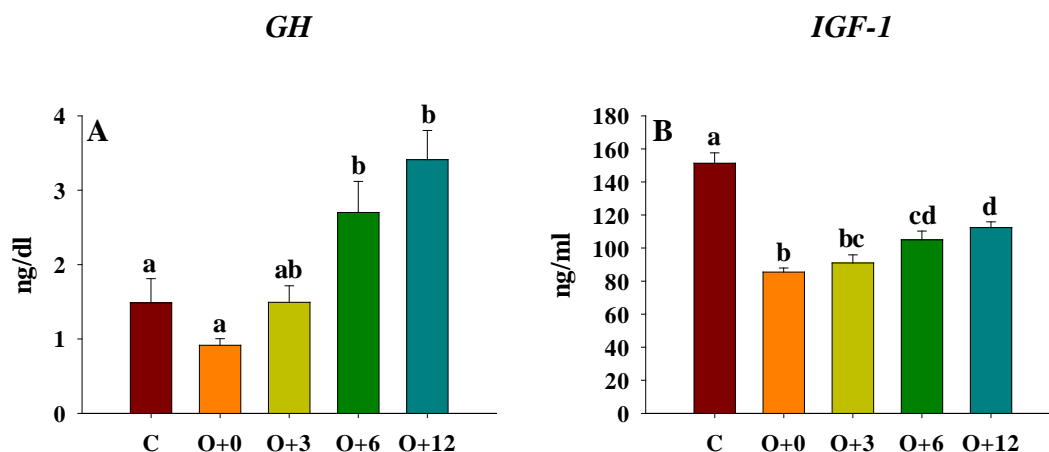 GH
A
ng/dl
4
3
2
1
0
a
a
ab
b
b
C O+0 O+3 O+6 O+12
IGF-1
B
ng/ml
180
160
140
120
100
80
60
40
20
0
a
b
bc
cd
d
C O+0 O+3 O+6 O+12